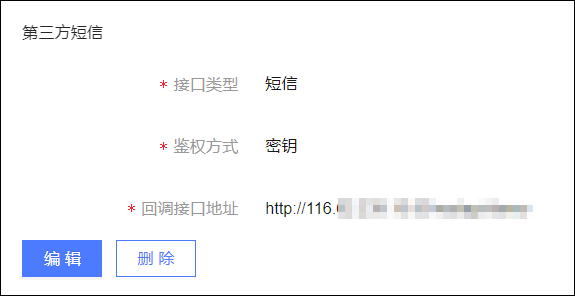 第三方短信
* 接口类型 短信
* 鉴权方式 密钥
* 回调接口地址 http://116.
编 辑 删 除